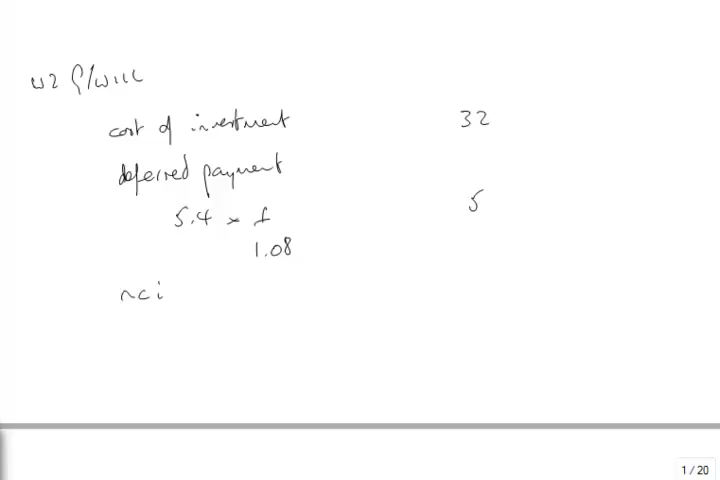 W2 G/WILL
cost of investment 32
deferred payment
5.4 × 1 5
1.08
nci
1/20